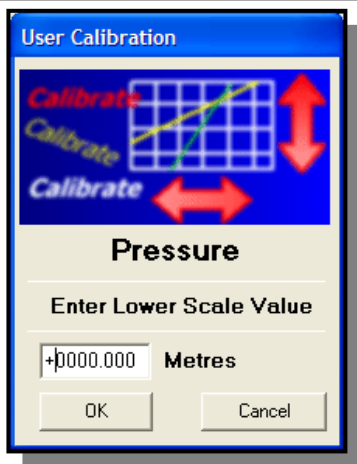 User Calibration
Calibrate
Calibrate
Calibrate
Pressure
Enter Lower Scale Value
+0000.000 Metres
OK Cancel